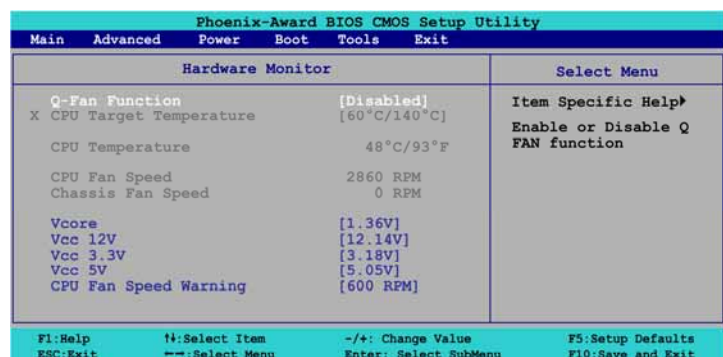 Phoenix-Award BIOS CMOS Setup Utility
Main Advanced Power Boot Tools Exit
Hardware Monitor
Select Menu
Q-Fan Function [Disabled]
X CPU Target Temperature [60°C/140°C]
CPU Temperature 48°C/93°F
CPU Fan Speed 2860 RPM
Chassis Fan Speed 0 RPM
Vcore [1.36V]
Vcc 12V [12.14V]
Vcc 3.3V [3.18V]
Vcc 5V [5.05V]
CPU Fan Speed Warning [600 RPM]
Item Specific Help▶
Enable or Disable Q
FAN function
F1:Help ↑↓:Select Item -/+: Change Value F5:Setup Defaults
ESC:Exit ←→:Select Menu Enter: Select SubMenu F10:Save and Exit